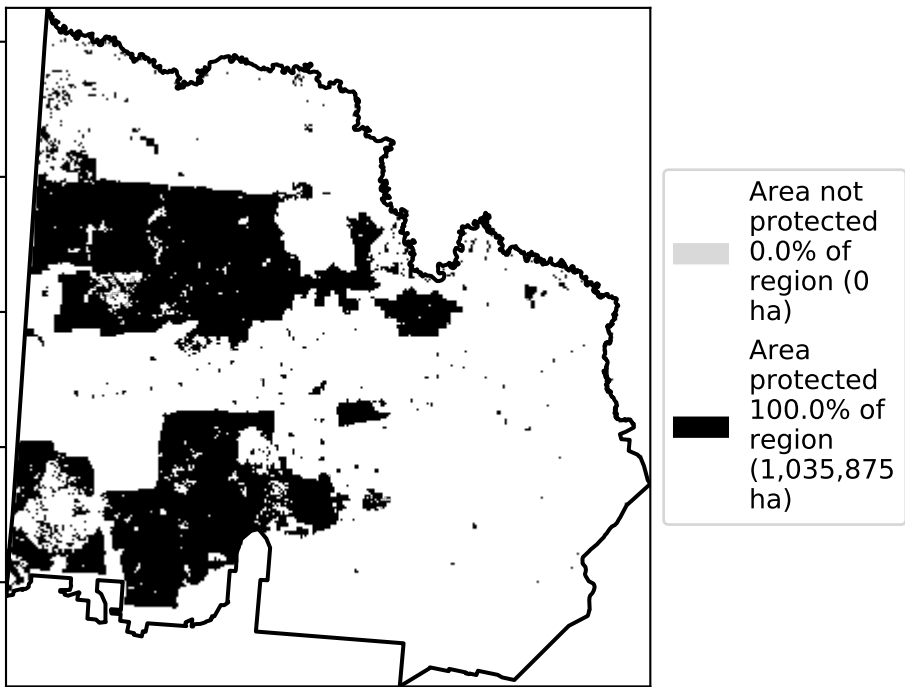 Area not
protected
0.0% of
region (0
ha)
Area
protected
100.0% of
region
(1,035,875
ha)